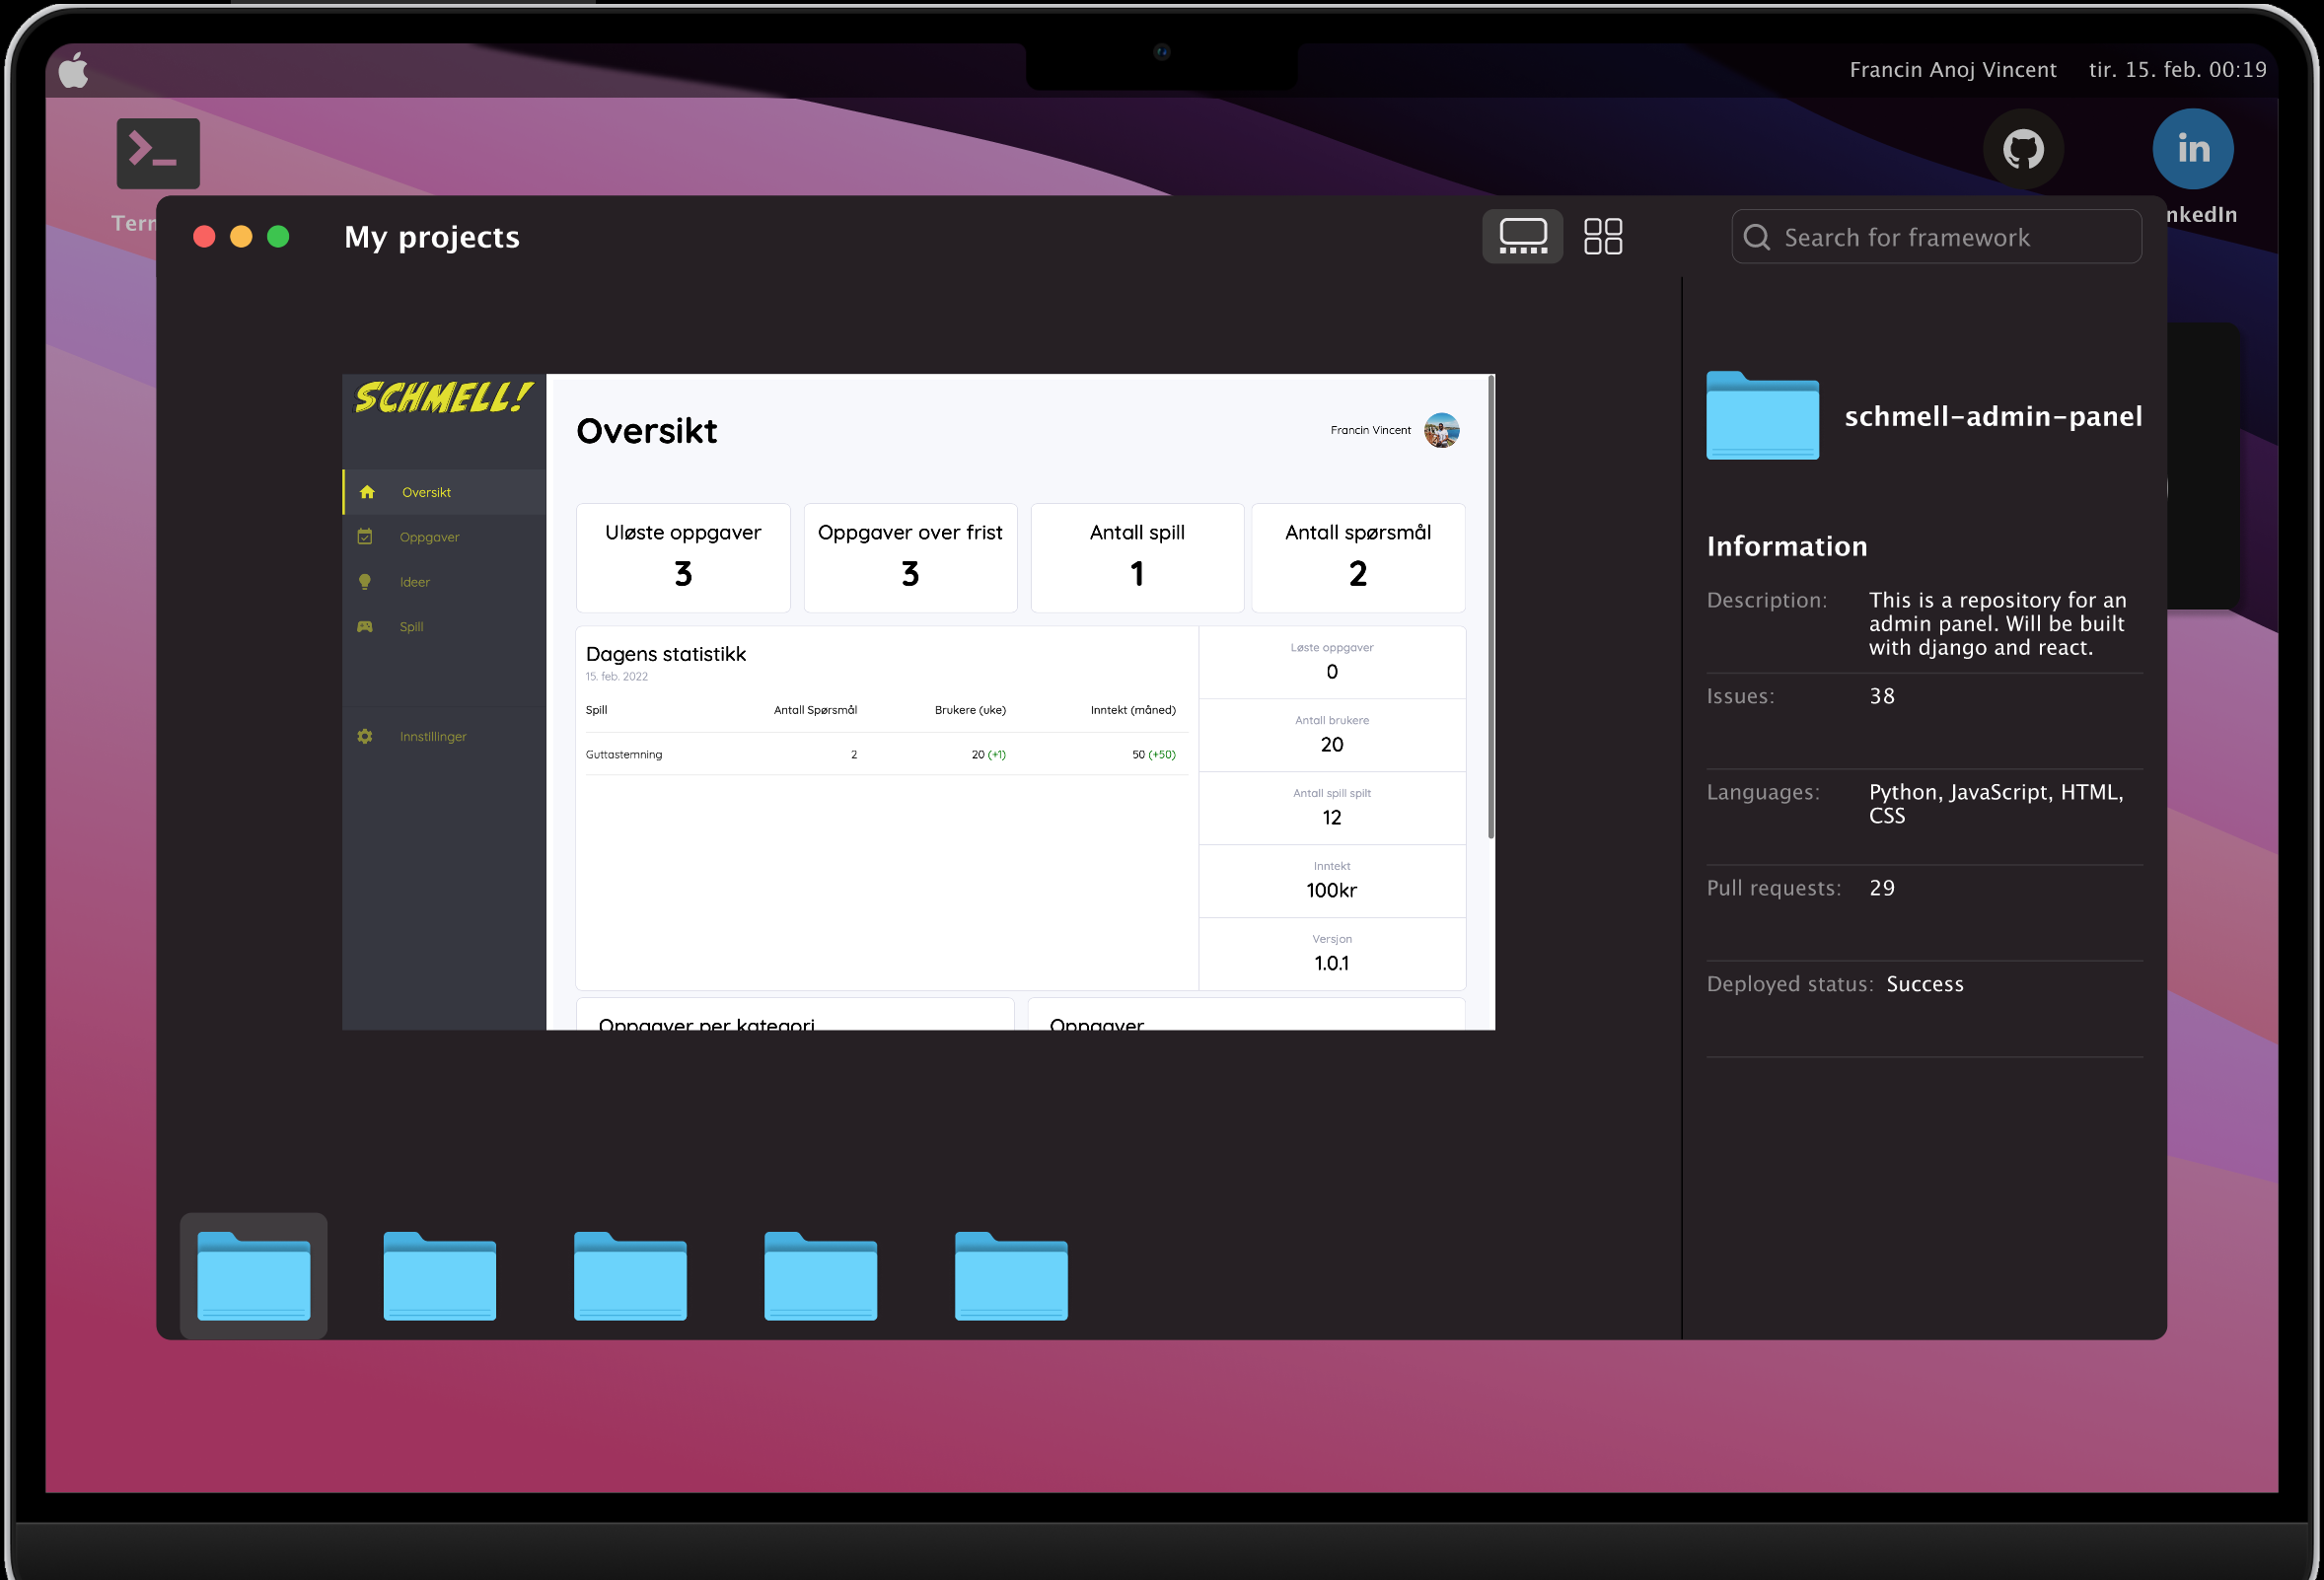 Francin Anoj Vincent tir. 15. feb. 00:19
>_
in
Tern
nkedIn
My projects
Search for framework
SCHMELL!
Oversikt
Oppgaver
Ideer
Spill
Innstillinger
Oversikt
Francin Vincent
Uløste oppgaver
3
Oppgaver over frist
3
Antall spill
1
Antall spørsmål
2
Dagens statistikk
15. feb. 2022
Spill Antall Spørsmål Brukere (uke) Inntekt (måned)
Guttastemning 2 20 (+1) 50 (+50)
Løste oppgaver
0
Antall brukere
20
Antall spill spilt
12
Inntekt
100kr
Versjon
1.0.1
Oppgaver per kategori
Oppgaver
schmell-admin-panel
Information
Description: This is a repository for an
admin panel. Will be built
with django and react.
Issues: 38
Languages: Python, JavaScript, HTML,
CSS
Pull requests: 29
Deployed status: Success